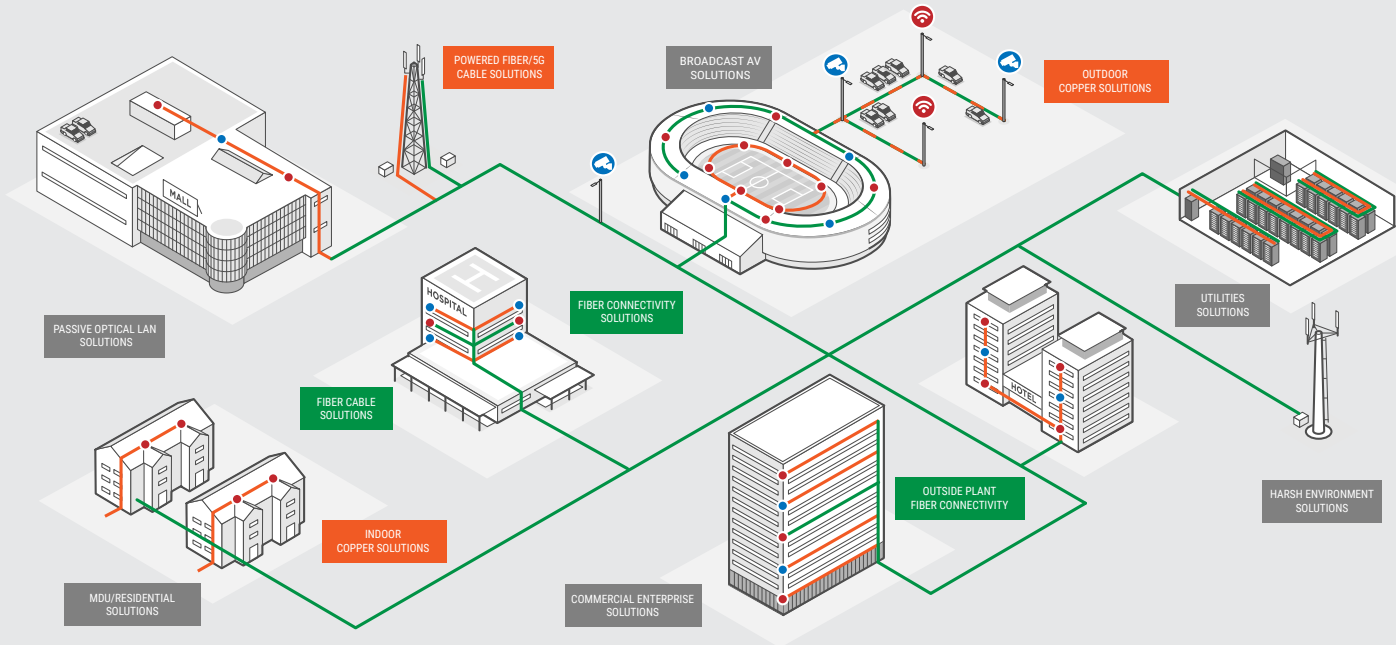 POWERED FIBER/5G
CABLE SOLUTIONS
BROADCAST AV
SOLUTIONS
OUTDOOR
COPPER SOLUTIONS
MALL
HOSPITAL
FIBER CONNECTIVITY
SOLUTIONS
UTILITIES
SOLUTIONS
PASSIVE OPTICAL LAN
SOLUTIONS
FIBER CABLE
SOLUTIONS
HOTEL
OUTSIDE PLANT
FIBER CONNECTIVITY
HARSH ENVIRONMENT
SOLUTIONS
INDOOR
COPPER SOLUTIONS
MDU/RESIDENTIAL
SOLUTIONS
COMMERCIAL ENTERPRISE
SOLUTIONS
H